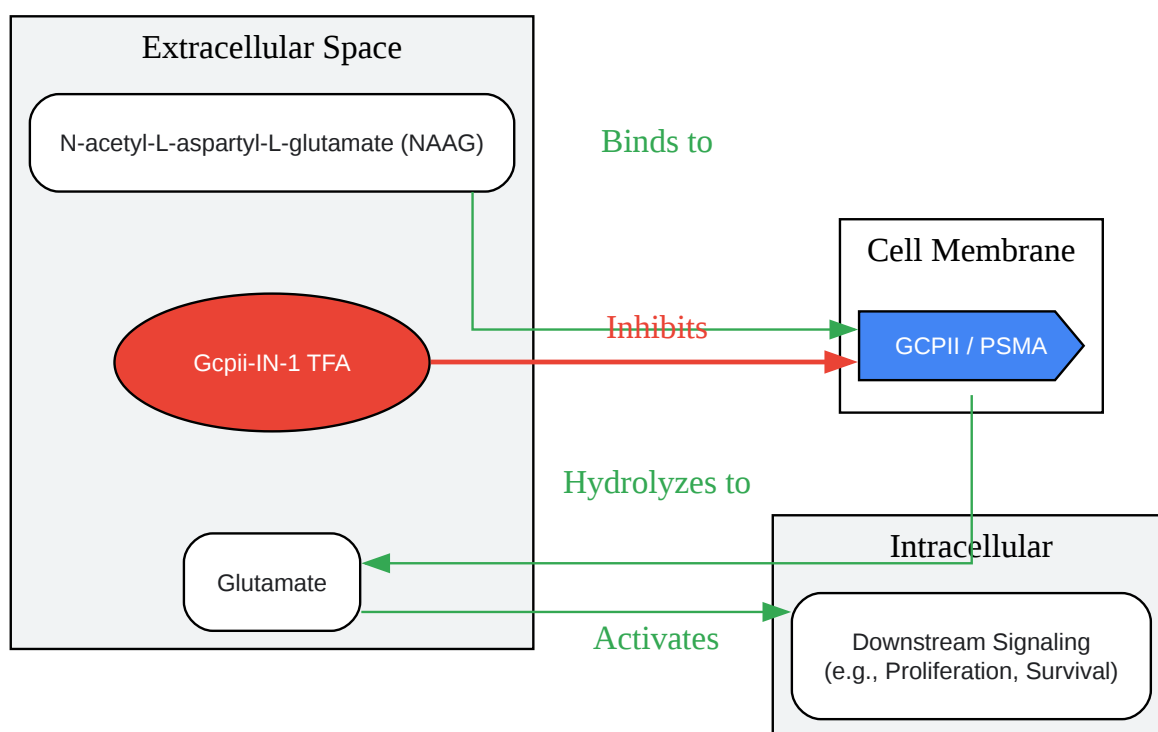 Extracellular Space
N-acetyl-L-aspartyl-L-glutamate (NAAG)
Binds to
Cell Membrane
Inhibits
GCPII / PSMA
Gcpii-IN-1 TFA
Hydrolyzes to
Intracellular
Glutamate
Activates
Downstream Signaling
(e.g., Proliferation, Survival)